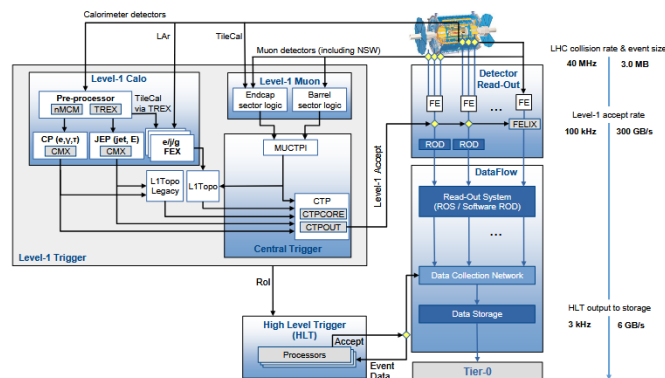 Calorimeter detectors
LAr
TileCal
Muon detectors (including NSW)
LHC collision rate & event size
40 MHz 3.0 MB
Level-1 Calo
Pre-processor
nMCM TREX
TileCal
via TREX
CP (e,γ,τ)
CMX
JEP (jet, E)
CMX
e/j/g
FEX
Level-1 Muon
Endcap
sector logic
Barrel
sector logic
MUCTPI
L1Topo
Legacy
L1Topo
CTP
CTPCORE
CTPOUT
Central Trigger
Level-1 Trigger
Level-1 Accept
Detector
Read-Out
FE
FE
...
FE
FELIX
ROD
ROD
Level-1 accept rate
100 kHz 300 GB/s
DataFlow
Read-Out System
(ROS / Software ROD)
...
Data Collection Network
Data Storage
Tier-0
RoI
High Level Trigger
(HLT)
Accept
Processors
Event
Data
HLT output to storage
3 kHz 6 GB/s